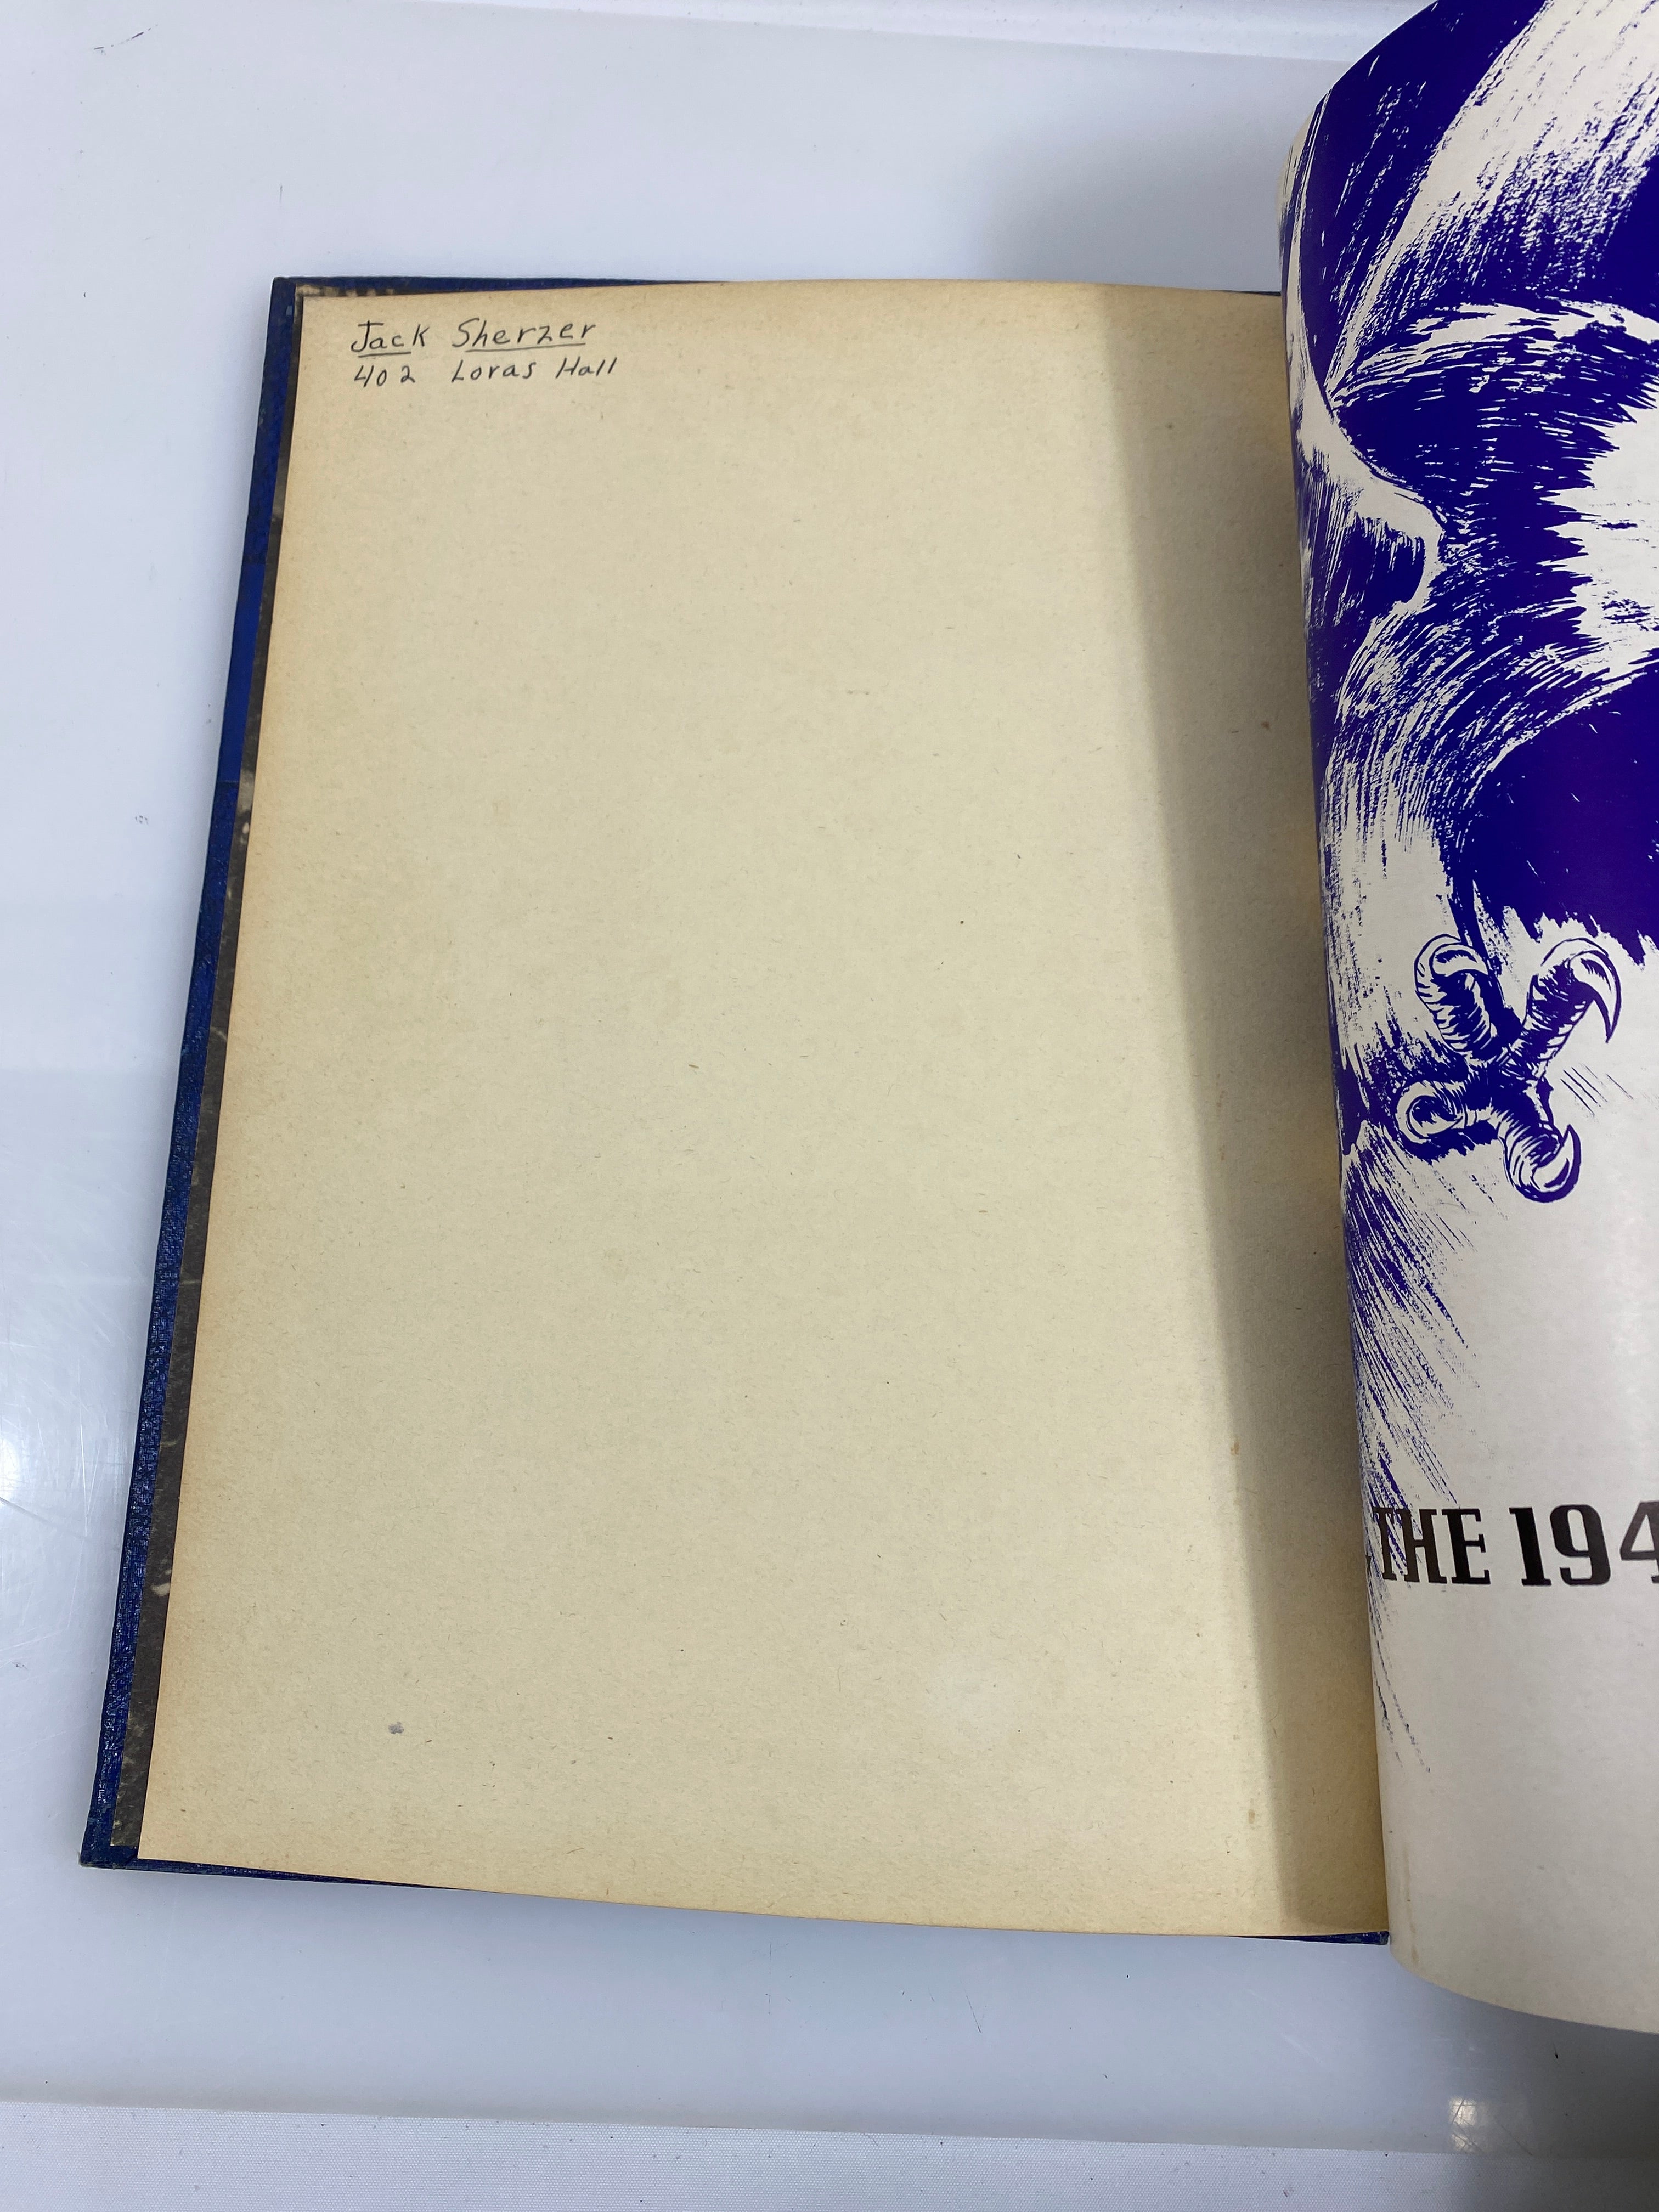 Jack Sherzer
402 Loras Hall
THE 194